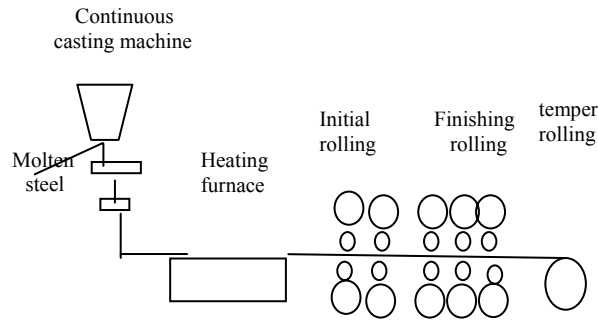 Continuous
casting machine
Initial
rolling
Finishing
rolling
temper
rolling
Molten
steel
Heating
furnace